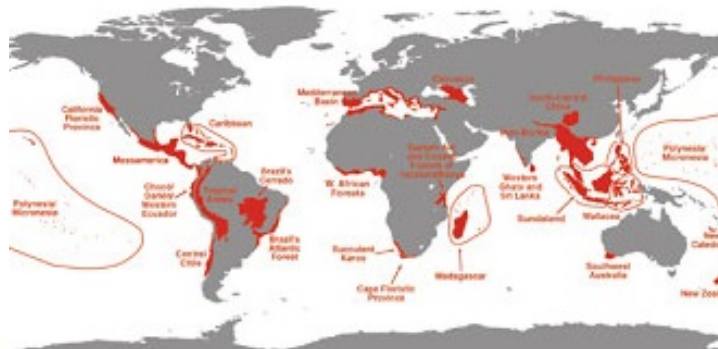 California
Floristic
Province
Caribbean
Mesoamerica
Polynesia/
Micronesia
Chocó/
Darién/
Western
Ecuador
Tropical
Andes
Brazil's
Cerrado
Brazil's
Atlantic
Forest
Central
Chile
Mediterranean
Basin
Caucasus
W. African
Forests
Succulent
Karoo
Cape Floristic
Province
Madagascar
South-Central
China
Philippines
Indo-Burma
Western
Ghats and
Sri Lanka
Sundaland
Wallacea
Polynesia/
Micronesia
Southwest
Australia
New
New Zeal